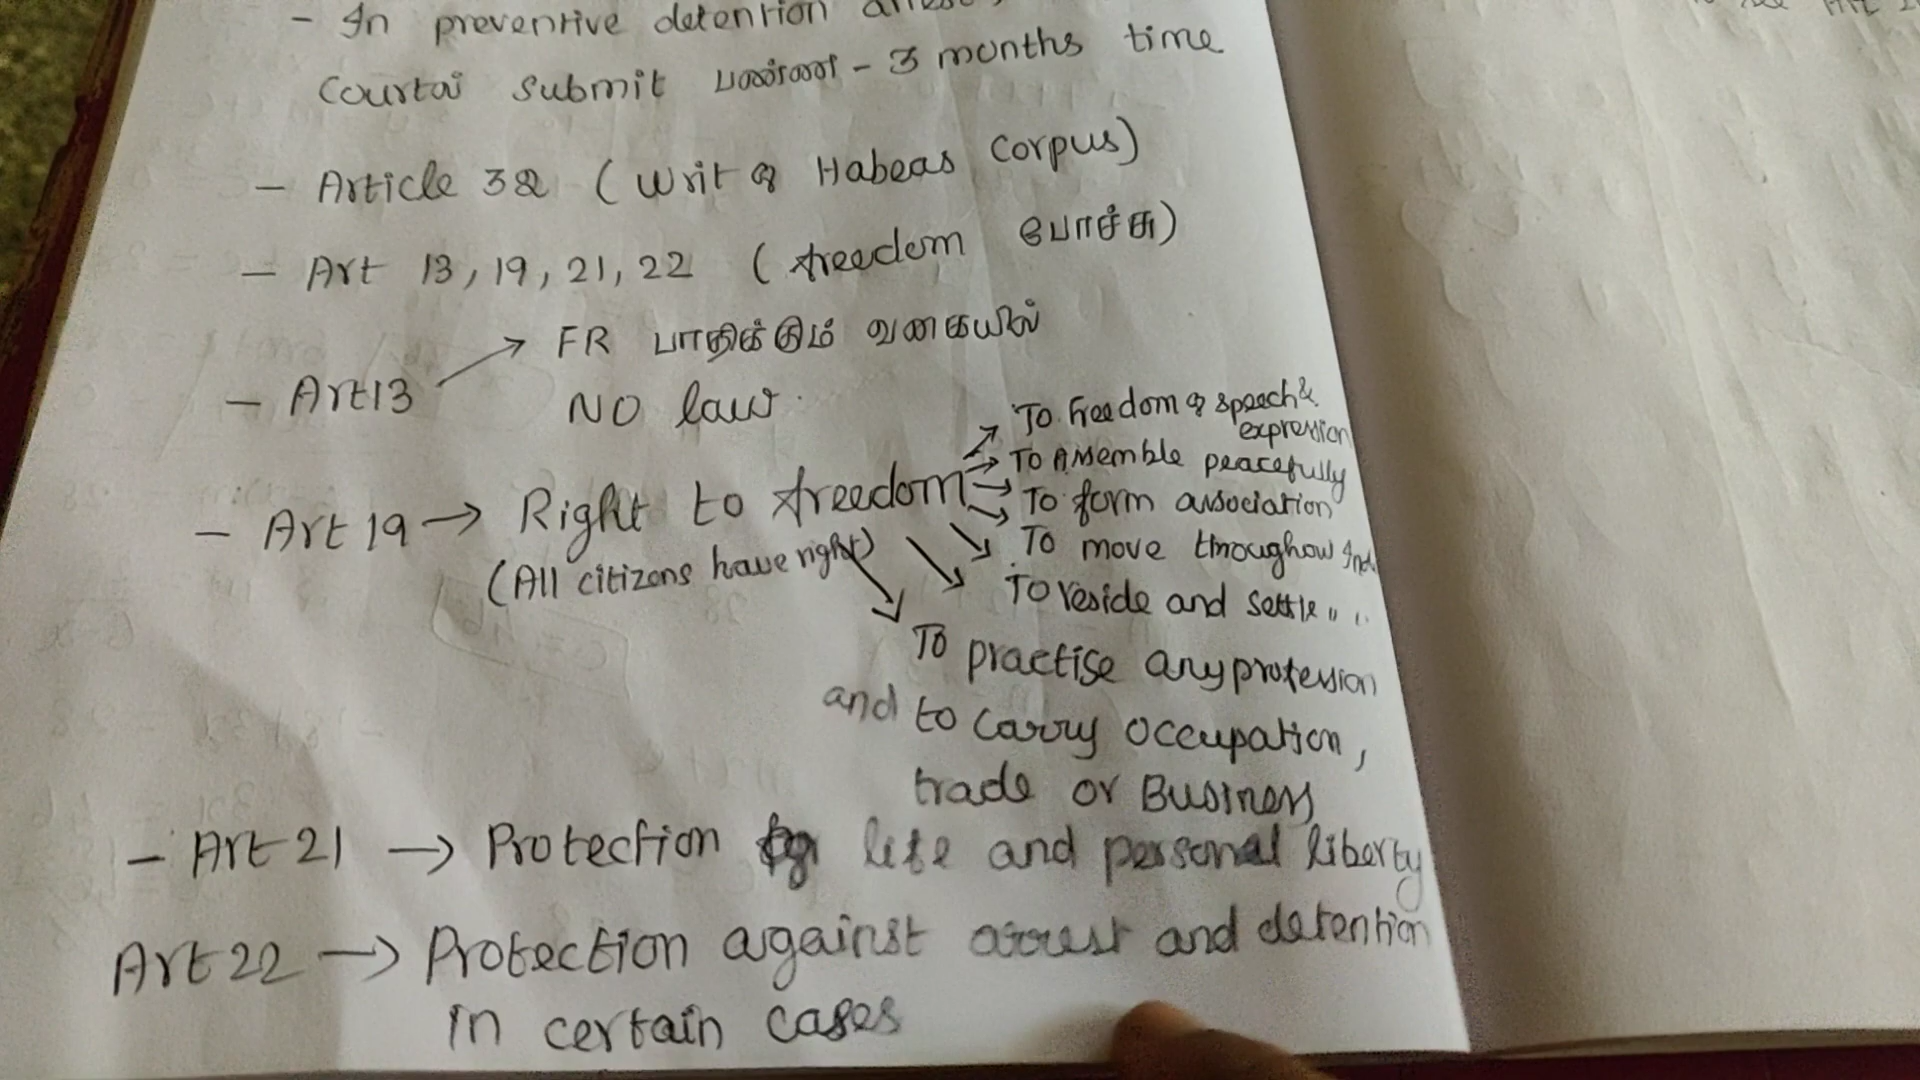 - In preventive detention
Courtல் submit பண்ணா - 3 months time
- Article 32 (Writ of Habeas Corpus)
- Art 13, 19, 21, 22 (freedom போச்சு)
- Art13 → FR பாதிக்கும் வகையில்
NO law.
- Art 19 → Right to freedom
(All citizens have right)
→ To freedom of speech &
expression
→ To Assemble peacefully
→ To form association
→ To move throughow Ind
→ To reside and settle " "
→ To practise any profession
and to carry occupation,
trade or Business
- Art 21 → Protection of life and personal liberty
Art 22 → Protection against arrest and detention
in certain cases